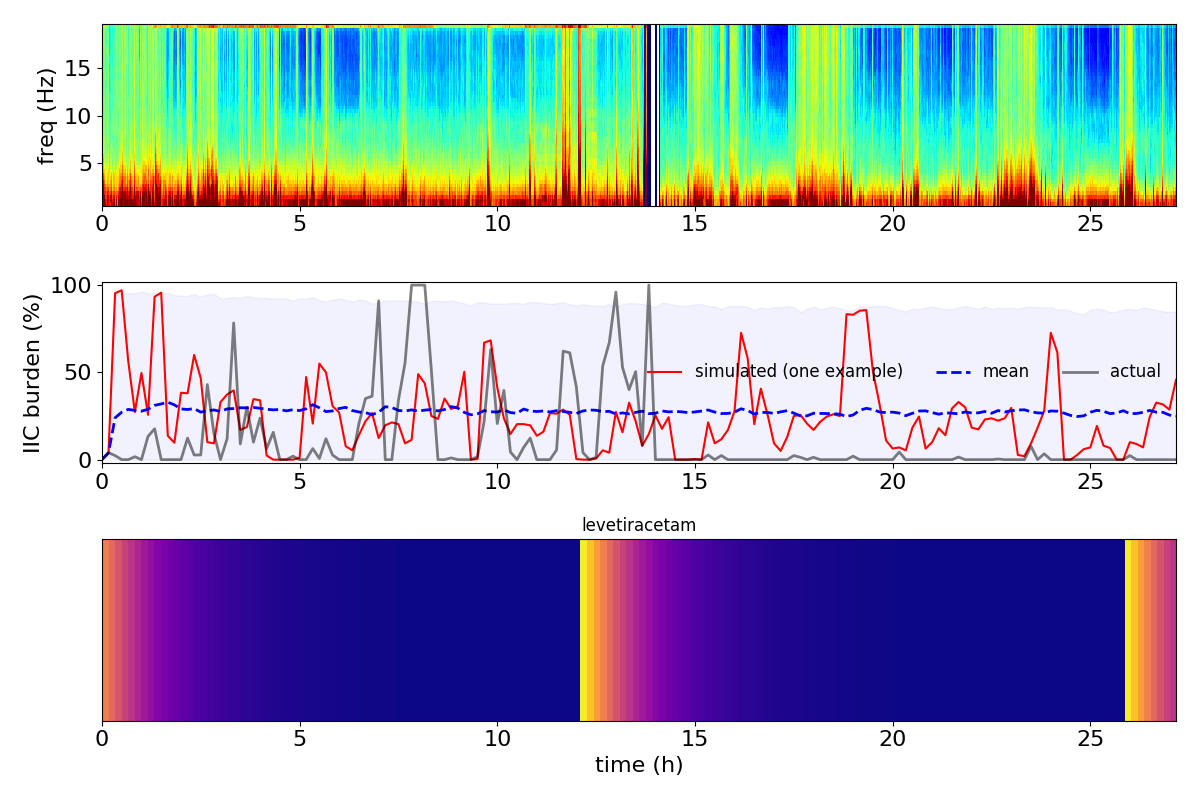 freq (Hz)
15
10
5
0 5 10 15 20 25
IIC burden (%)
100
50
0
simulated (one example) mean actual
0 5 10 15 20 25
levetiracetam
0 5 10 15 20 25
time (h)